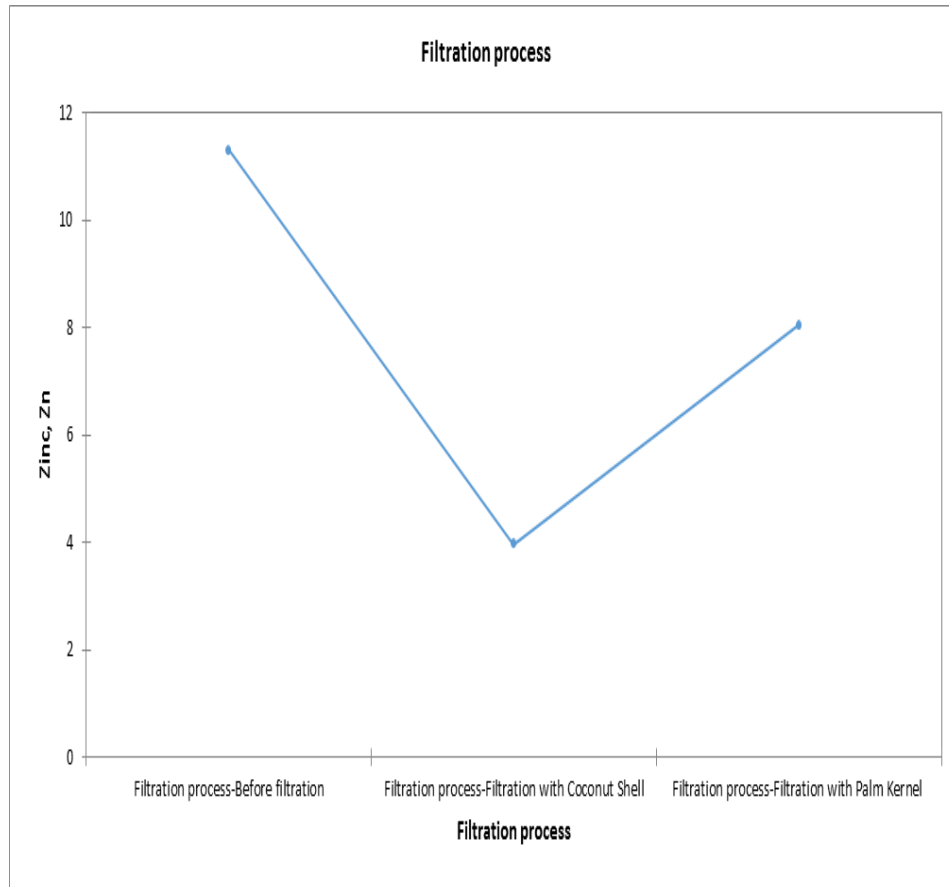 Filtration process
12
10
8
6
4
2
0
Zinc, Zn
Filtration process-Before filtration
Filtration process-Filtration with Coconut Shell
Filtration process-Filtration with Palm Kernel
Filtration process